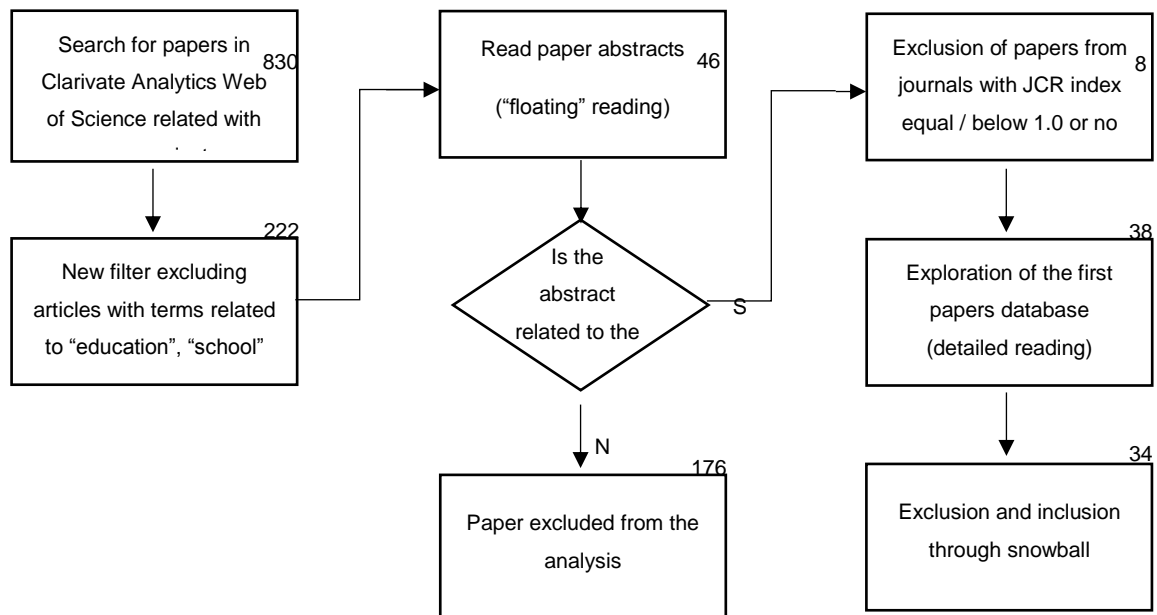 Search for papers in
830
Clarivate Analytics Web
of Science related with
222
New filter excluding
articles with terms related
to “education”, “school”
Read paper abstracts
46
(“floating” reading)
Is the
abstract
related to the
S
N
176
Paper excluded from the
analysis
Exclusion of papers from
8
journals with JCR index
equal / below 1.0 or no
38
Exploration of the first
papers database
(detailed reading)
34
Exclusion and inclusion
through snowball